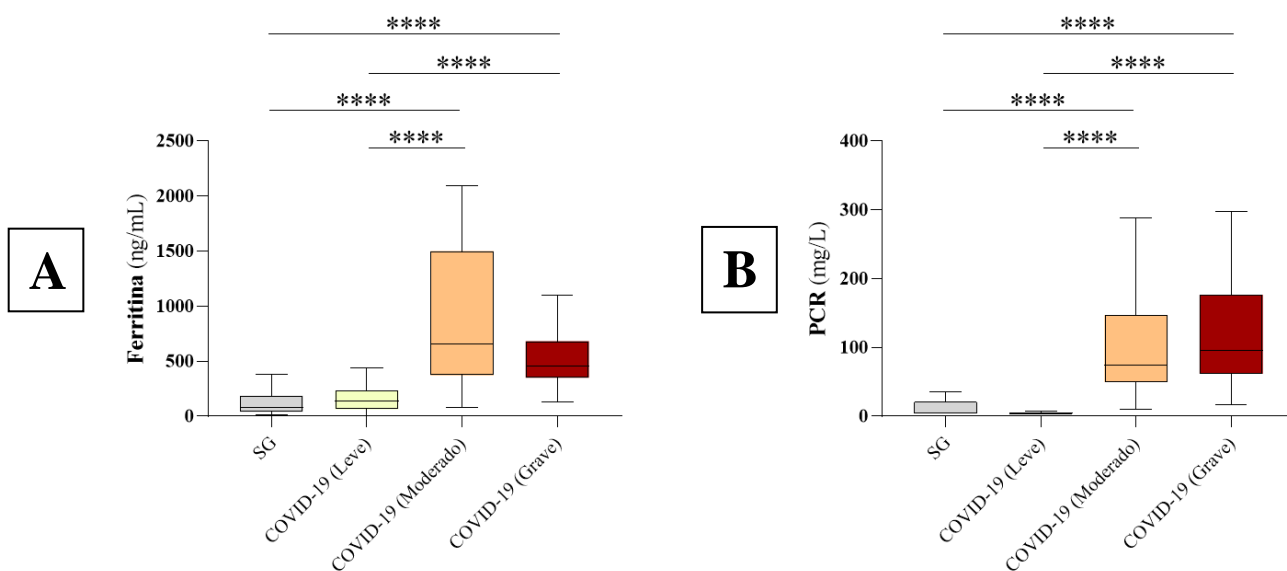 A
****
****
****
****
Ferritina (ng/mL)
2500
2000
1500
1000
500
0
SG
COVID-19 (Leve)
COVID-19 (Moderado)
COVID-19 (Grave)
B
****
****
****
****
PCR (mg/L)
400
300
200
100
0
SG
COVID-19 (Leve)
COVID-19 (Moderado)
COVID-19 (Grave)